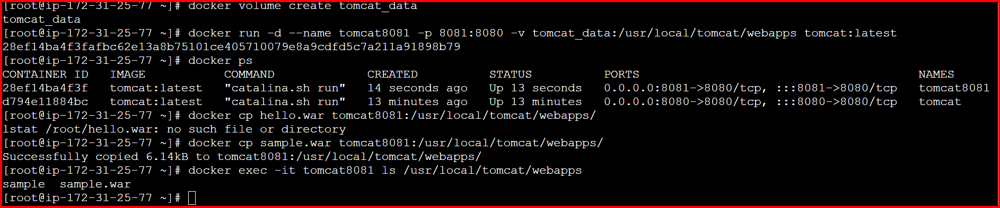 [root@ip-172-31-25-77 ~]# docker volume create tomcat_data
tomcat_data
[root@ip-172-31-25-77 ~]# docker run -d --name tomcat8081 -p 8081:8080 -v tomcat_data:/usr/local/tomcat/webapps tomcat:latest
28ef14ba4f3fafbc62e13a8b75101ce405710079e8a9cdfd5c7a211a91898b79
[root@ip-172-31-25-77 ~]# docker ps
CONTAINER ID   IMAGE           COMMAND             CREATED          STATUS          PORTS                                       NAMES
28ef14ba4f3f   tomcat:latest   "catalina.sh run"   14 seconds ago   Up 13 seconds   0.0.0.0:8081->8080/tcp, :::8081->8080/tcp   tomcat8081
d794e11884bc   tomcat:latest   "catalina.sh run"   13 minutes ago   Up 13 minutes   0.0.0.0:8080->8080/tcp, :::8080->8080/tcp   tomcat
[root@ip-172-31-25-77 ~]# docker cp hello.war tomcat8081:/usr/local/tomcat/webapps/
lstat /root/hello.war: no such file or directory
[root@ip-172-31-25-77 ~]# docker cp sample.war tomcat8081:/usr/local/tomcat/webapps/
Successfully copied 6.14kB to tomcat8081:/usr/local/tomcat/webapps/
[root@ip-172-31-25-77 ~]# docker exec -it tomcat8081 ls /usr/local/tomcat/webapps
sample  sample.war
[root@ip-172-31-25-77 ~]#